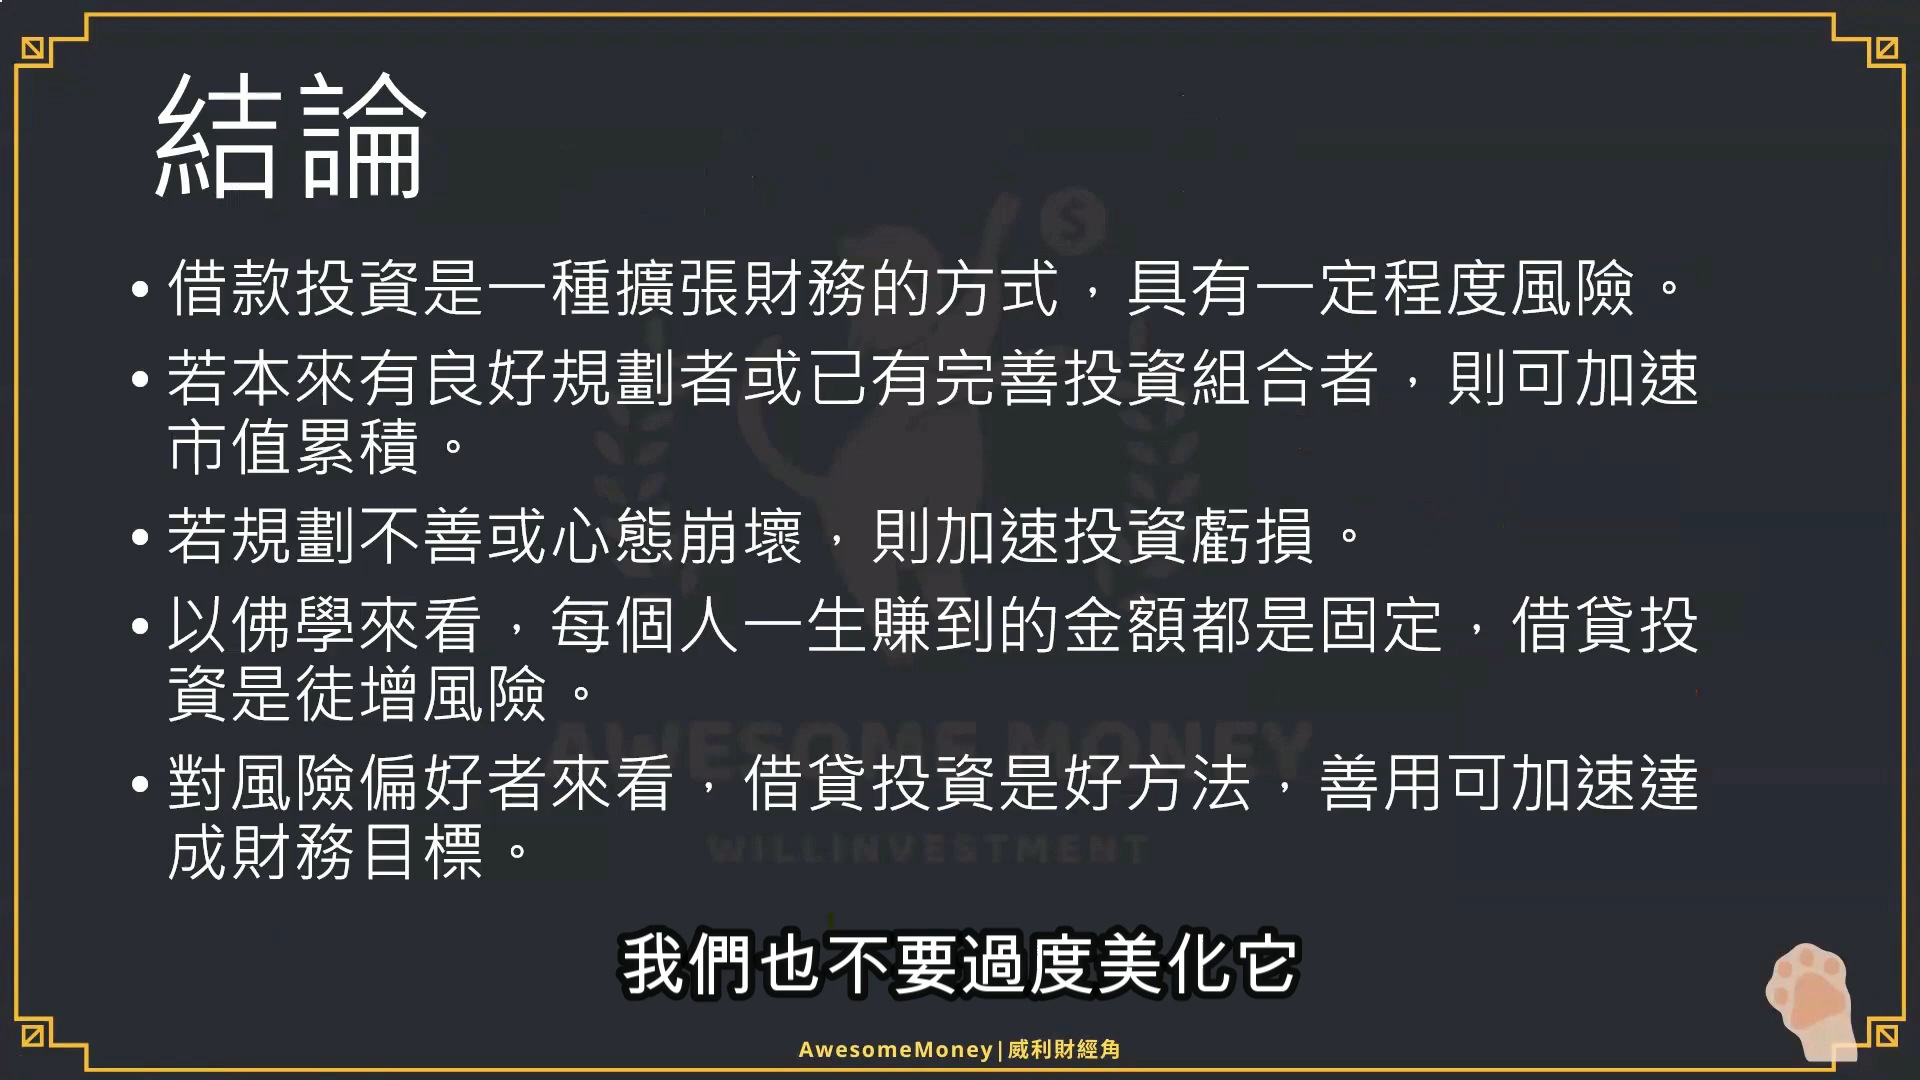 結論
• 借款投資是一種擴張財務的方式，具有一定程度風險。
• 若本來有良好規劃者或已有完善投資組合者，則可加速
市值累積。
• 若規劃不善或心態崩壞，則加速投資虧損。
• 以佛學來看，每個人一生賺到的金額都是固定，借貸投
資是徒增風險。
AWESOME MONEY
• 對風險偏好者來看，借貸投資是好方法，善用可加速達
成財務目標。
WILLINVESTMENT
我們也不要過度美化它
AwesomeMoney|威利財經角